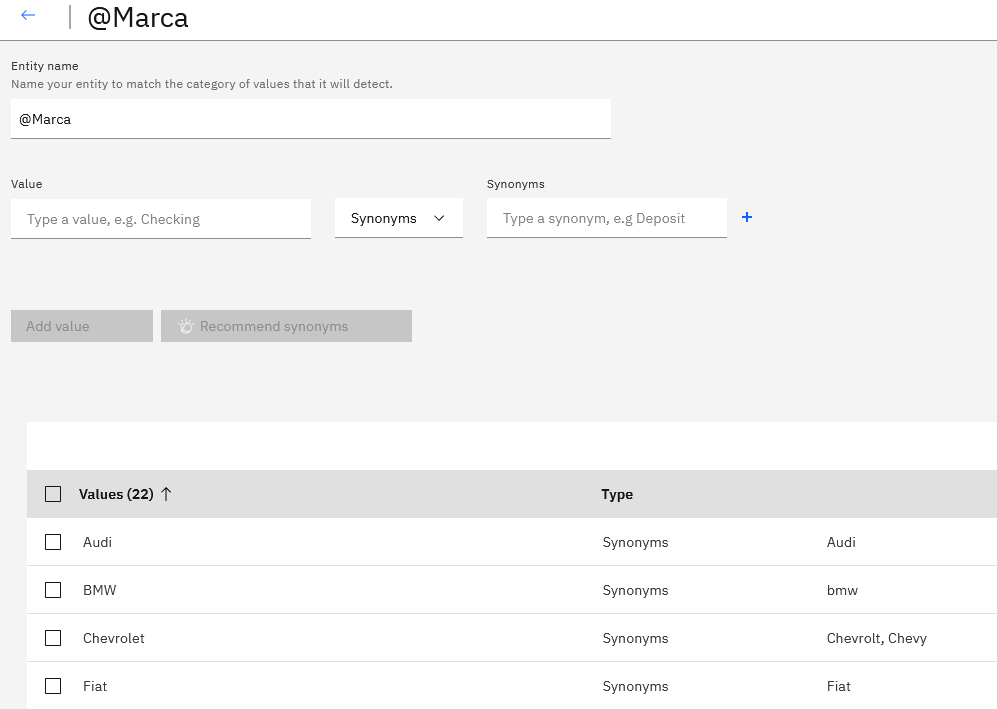 @Marca
Entity name
Name your entity to match the category of values that it will detect.
@Marca
Value
Synonyms
Type a value, e.g. Checking
Synonyms
Type a synonym, e.g Deposit
Add value
Recommend synonyms
Values (22)
Type
Audi
Synonyms
Audi
BMW
Synonyms
bmw
Chevrolet
Synonyms
Chevrolt, Chevy
Fiat
Synonyms
Fiat